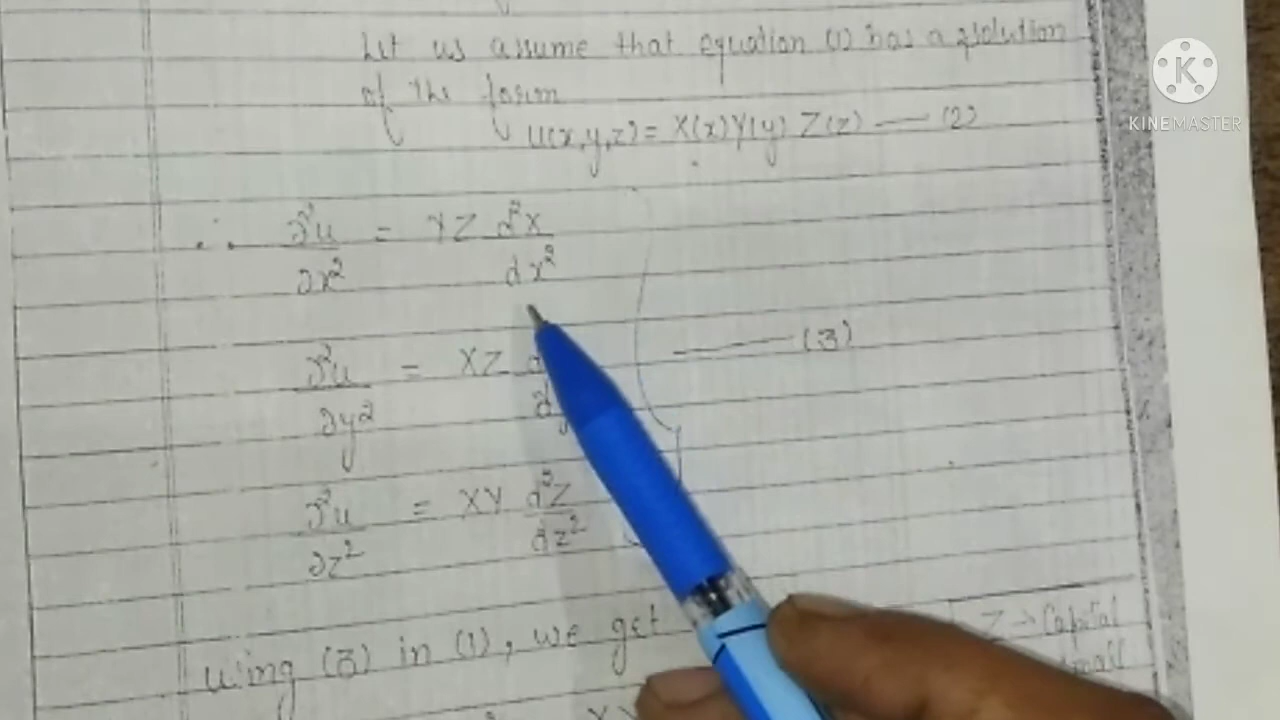 Let us assume that equation (1) has a solution
of the form
u(x,y,z) = X(x)Y(y) Z(z) — (2)
∴ ∂²u/∂x² = YZ d²X/dx²
∂²u/∂y² = XZ
— (3)
∂²u/∂z² = XY d²Z/dz²
using (3) in (1), we get
Z → Capital
small
K
KINEMASTER